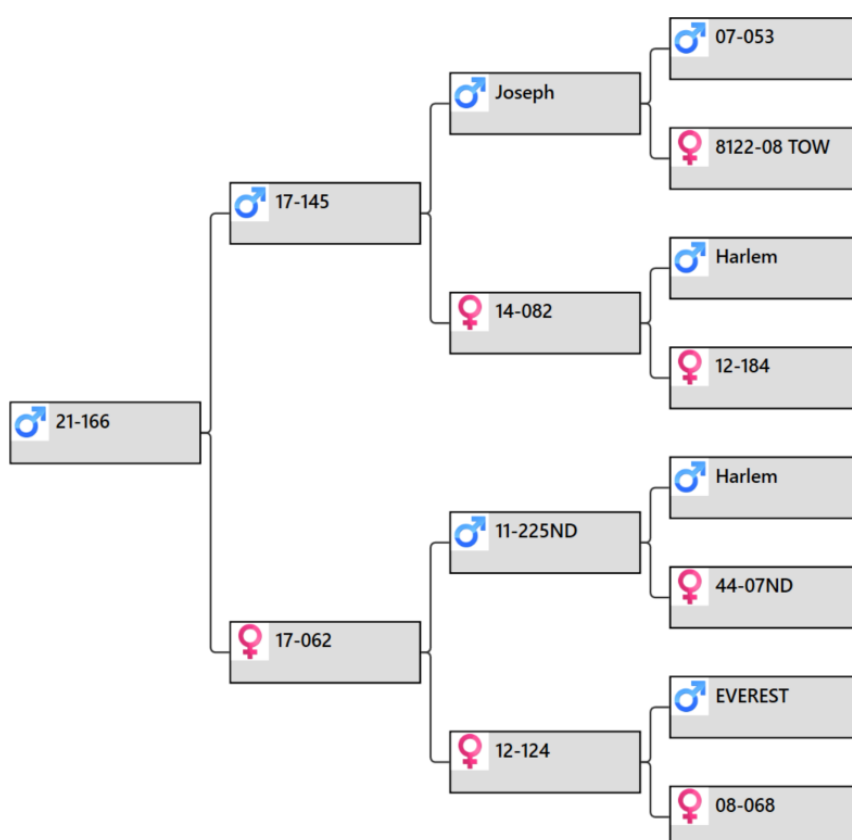 07-053
Joseph
8122-08 TOW
17-145
Harlem
14-082
12-184
21-166
Harlem
11-225ND
44-07ND
17-062
EVEREST
12-124
08-068